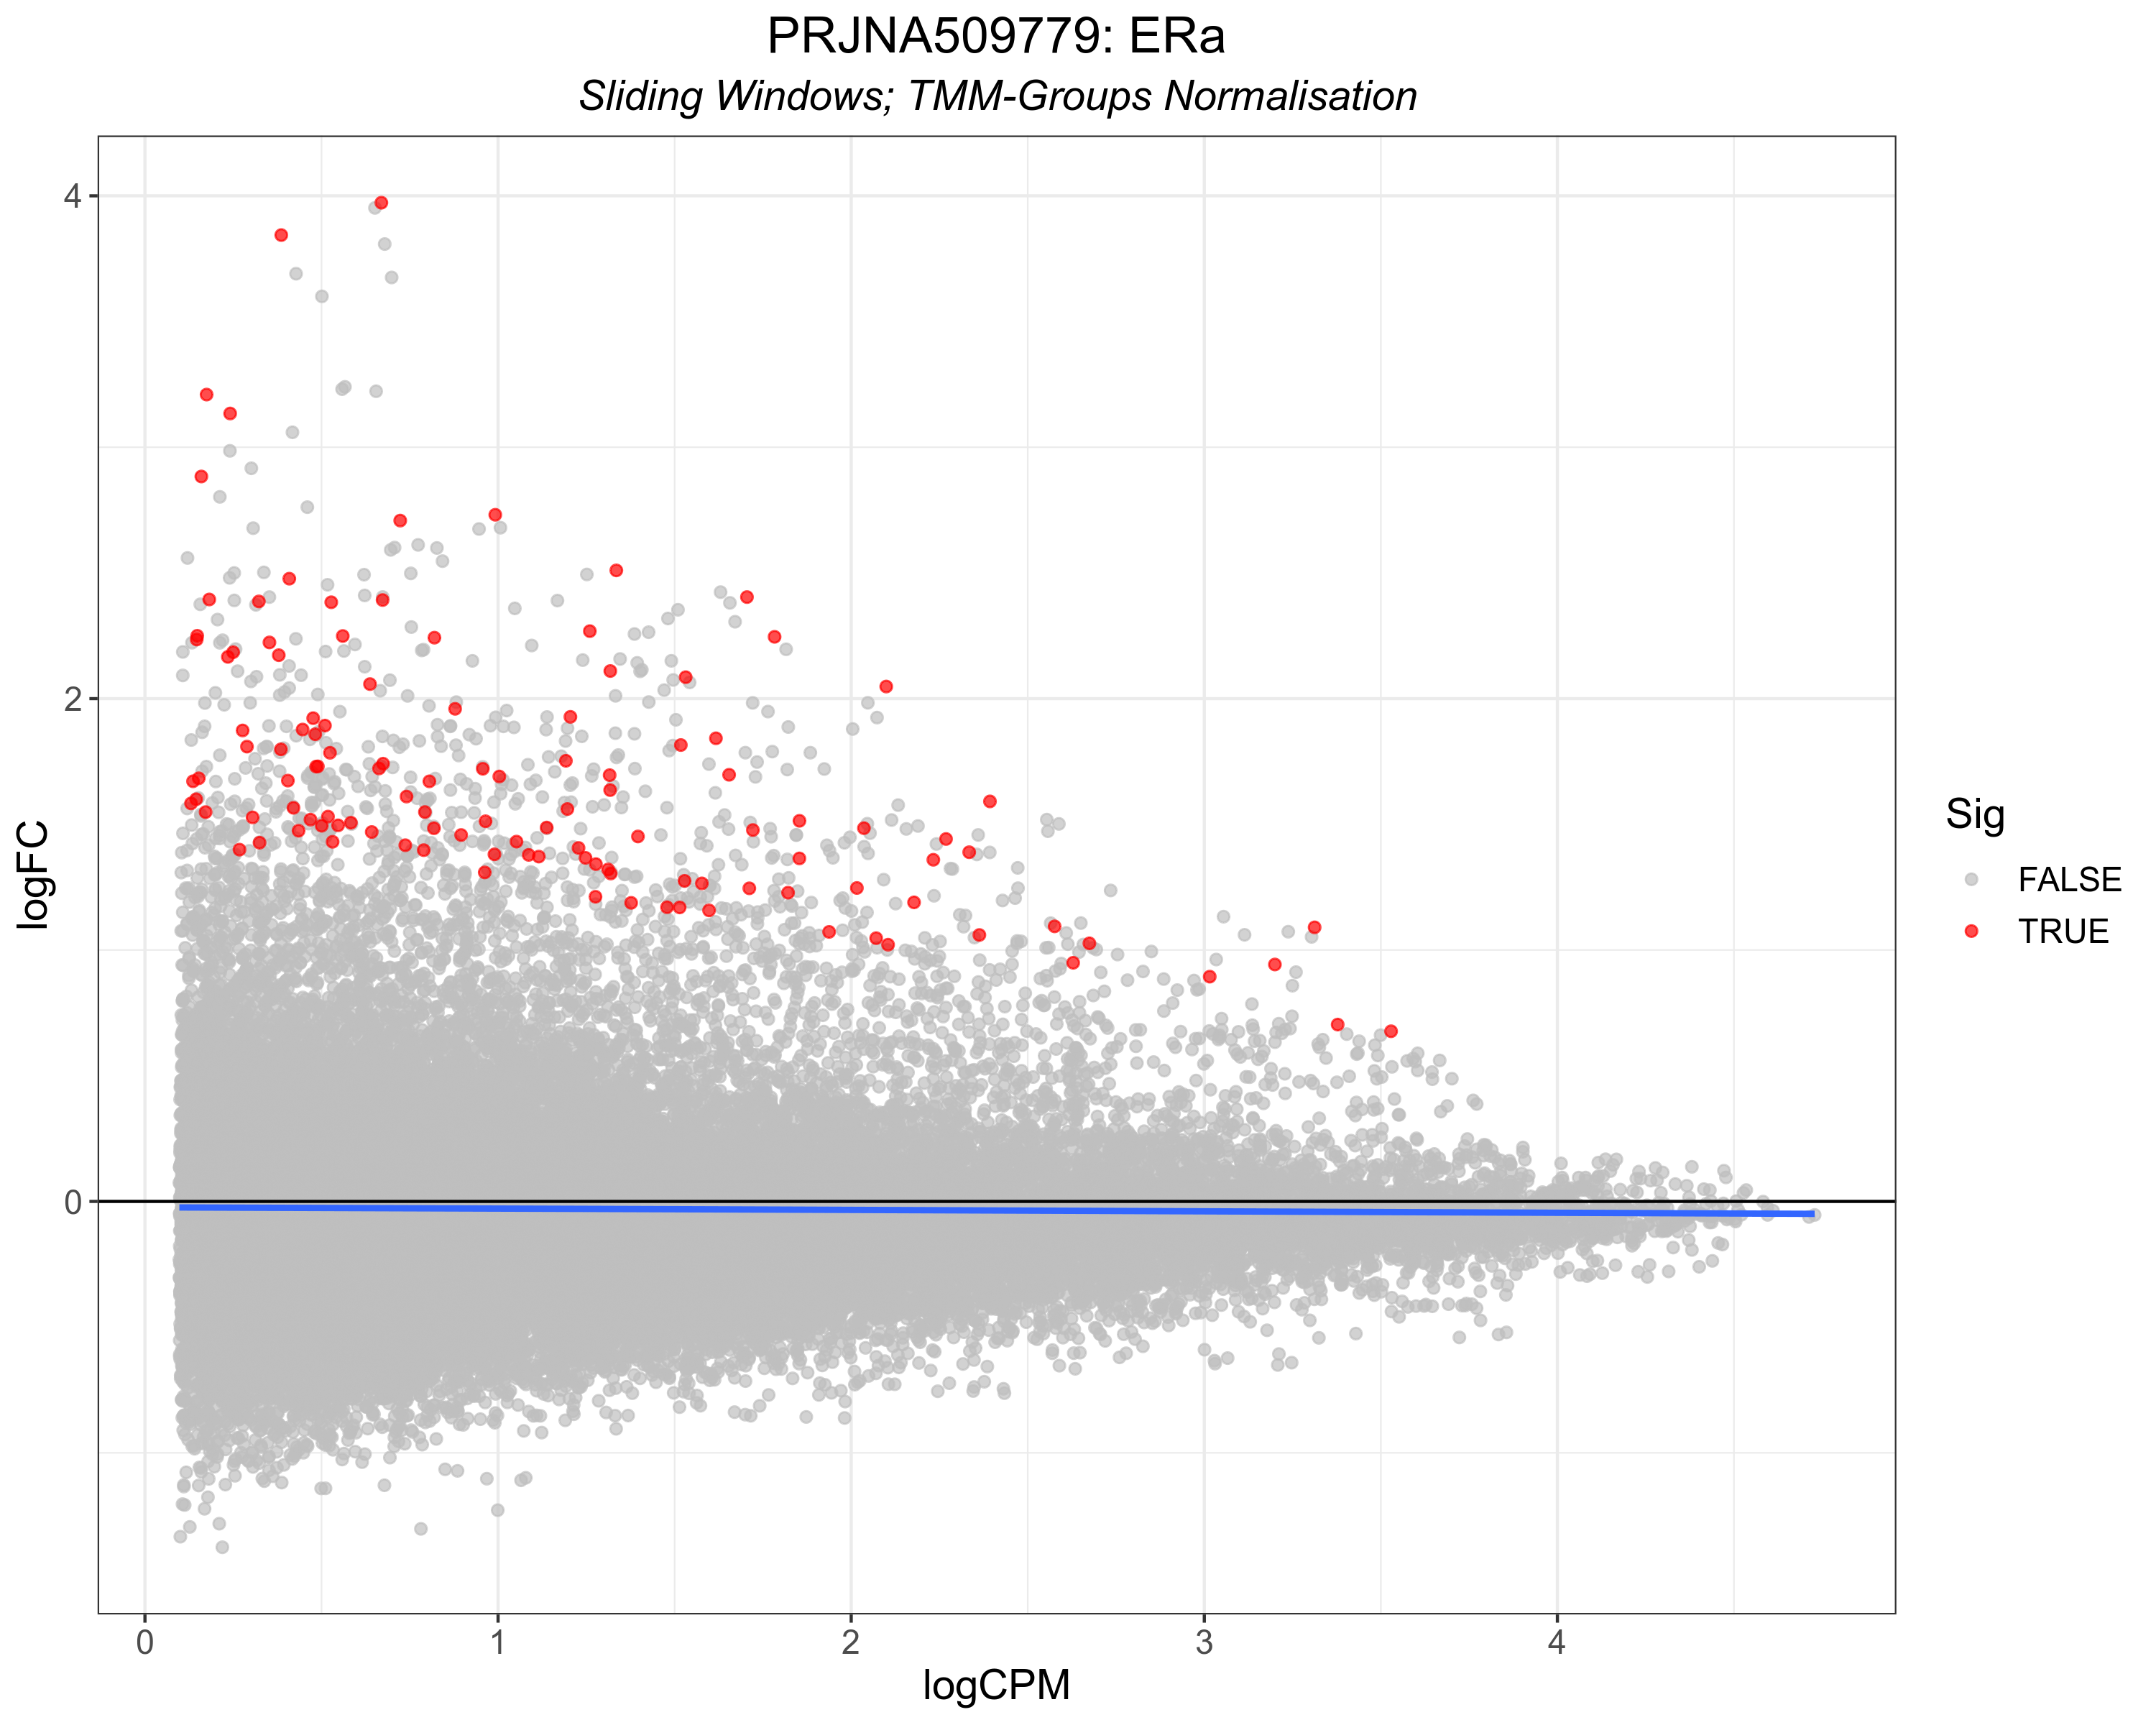 PRJNA509779: ERa
Sliding Windows; TMM-Groups Normalisation
logFC
4
2
0
0
1
2
3
4
logCPM
Sig
FALSE
TRUE